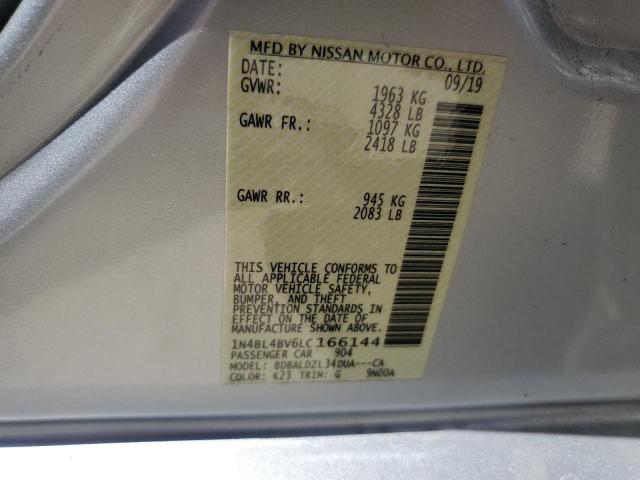 MFD BY NISSAN MOTOR CO., LTD.
DATE: 09/19
GVWR: 1963 KG
4328 LB
GAWR FR.: 1097 KG
2418 LB
GAWR RR.: 945 KG
2083 LB
THIS VEHICLE CONFORMS TO
ALL APPLICABLE FEDERAL
MOTOR VEHICLE SAFETY,
BUMPER, AND THEFT
PREVENTION STANDARDS IN
EFFECT ON THE DATE OF
MANUFACTURE SHOWN ABOVE.
1N4BL4BV6LC166144
PASSENGER CAR 904
MODEL: BDBALDZL34DUA---CA
COLOR: K23 TRIM: G 9N00A